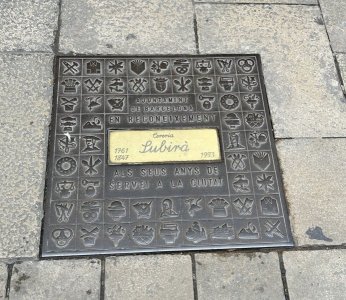 AJUNTAMENT
DE BARCELONA
EN RECONEIXEMENT
Cereria
1761 Subirà
1847 1993
ALS SEUS ANYS DE
SERVEI A LA CIUTAT